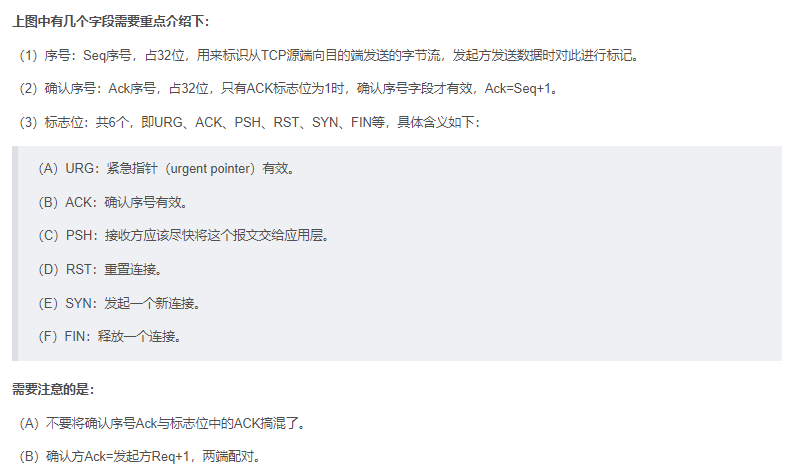 上图中有几个字段需要重点介绍下：
（1）序号：Seq序号，占32位，用来标识从TCP源端向目的端发送的字节流，发起方发送数据时对此进行标记。
（2）确认序号：Ack序号，占32位，只有ACK标志位为1时，确认序号字段才有效，Ack=Seq+1。
（3）标志位：共6个，即URG、ACK、PSH、RST、SYN、FIN等，具体含义如下：
（A）URG：紧急指针（urgent pointer）有效。
（B）ACK：确认序号有效。
（C）PSH：接收方应该尽快将这个报文交给应用层。
（D）RST：重置连接。
（E）SYN：发起一个新连接。
（F）FIN：释放一个连接。
需要注意的是：
（A）不要将确认序号Ack与标志位中的ACK搞混了。
（B）确认方Ack=发起方Req+1，两端配对。